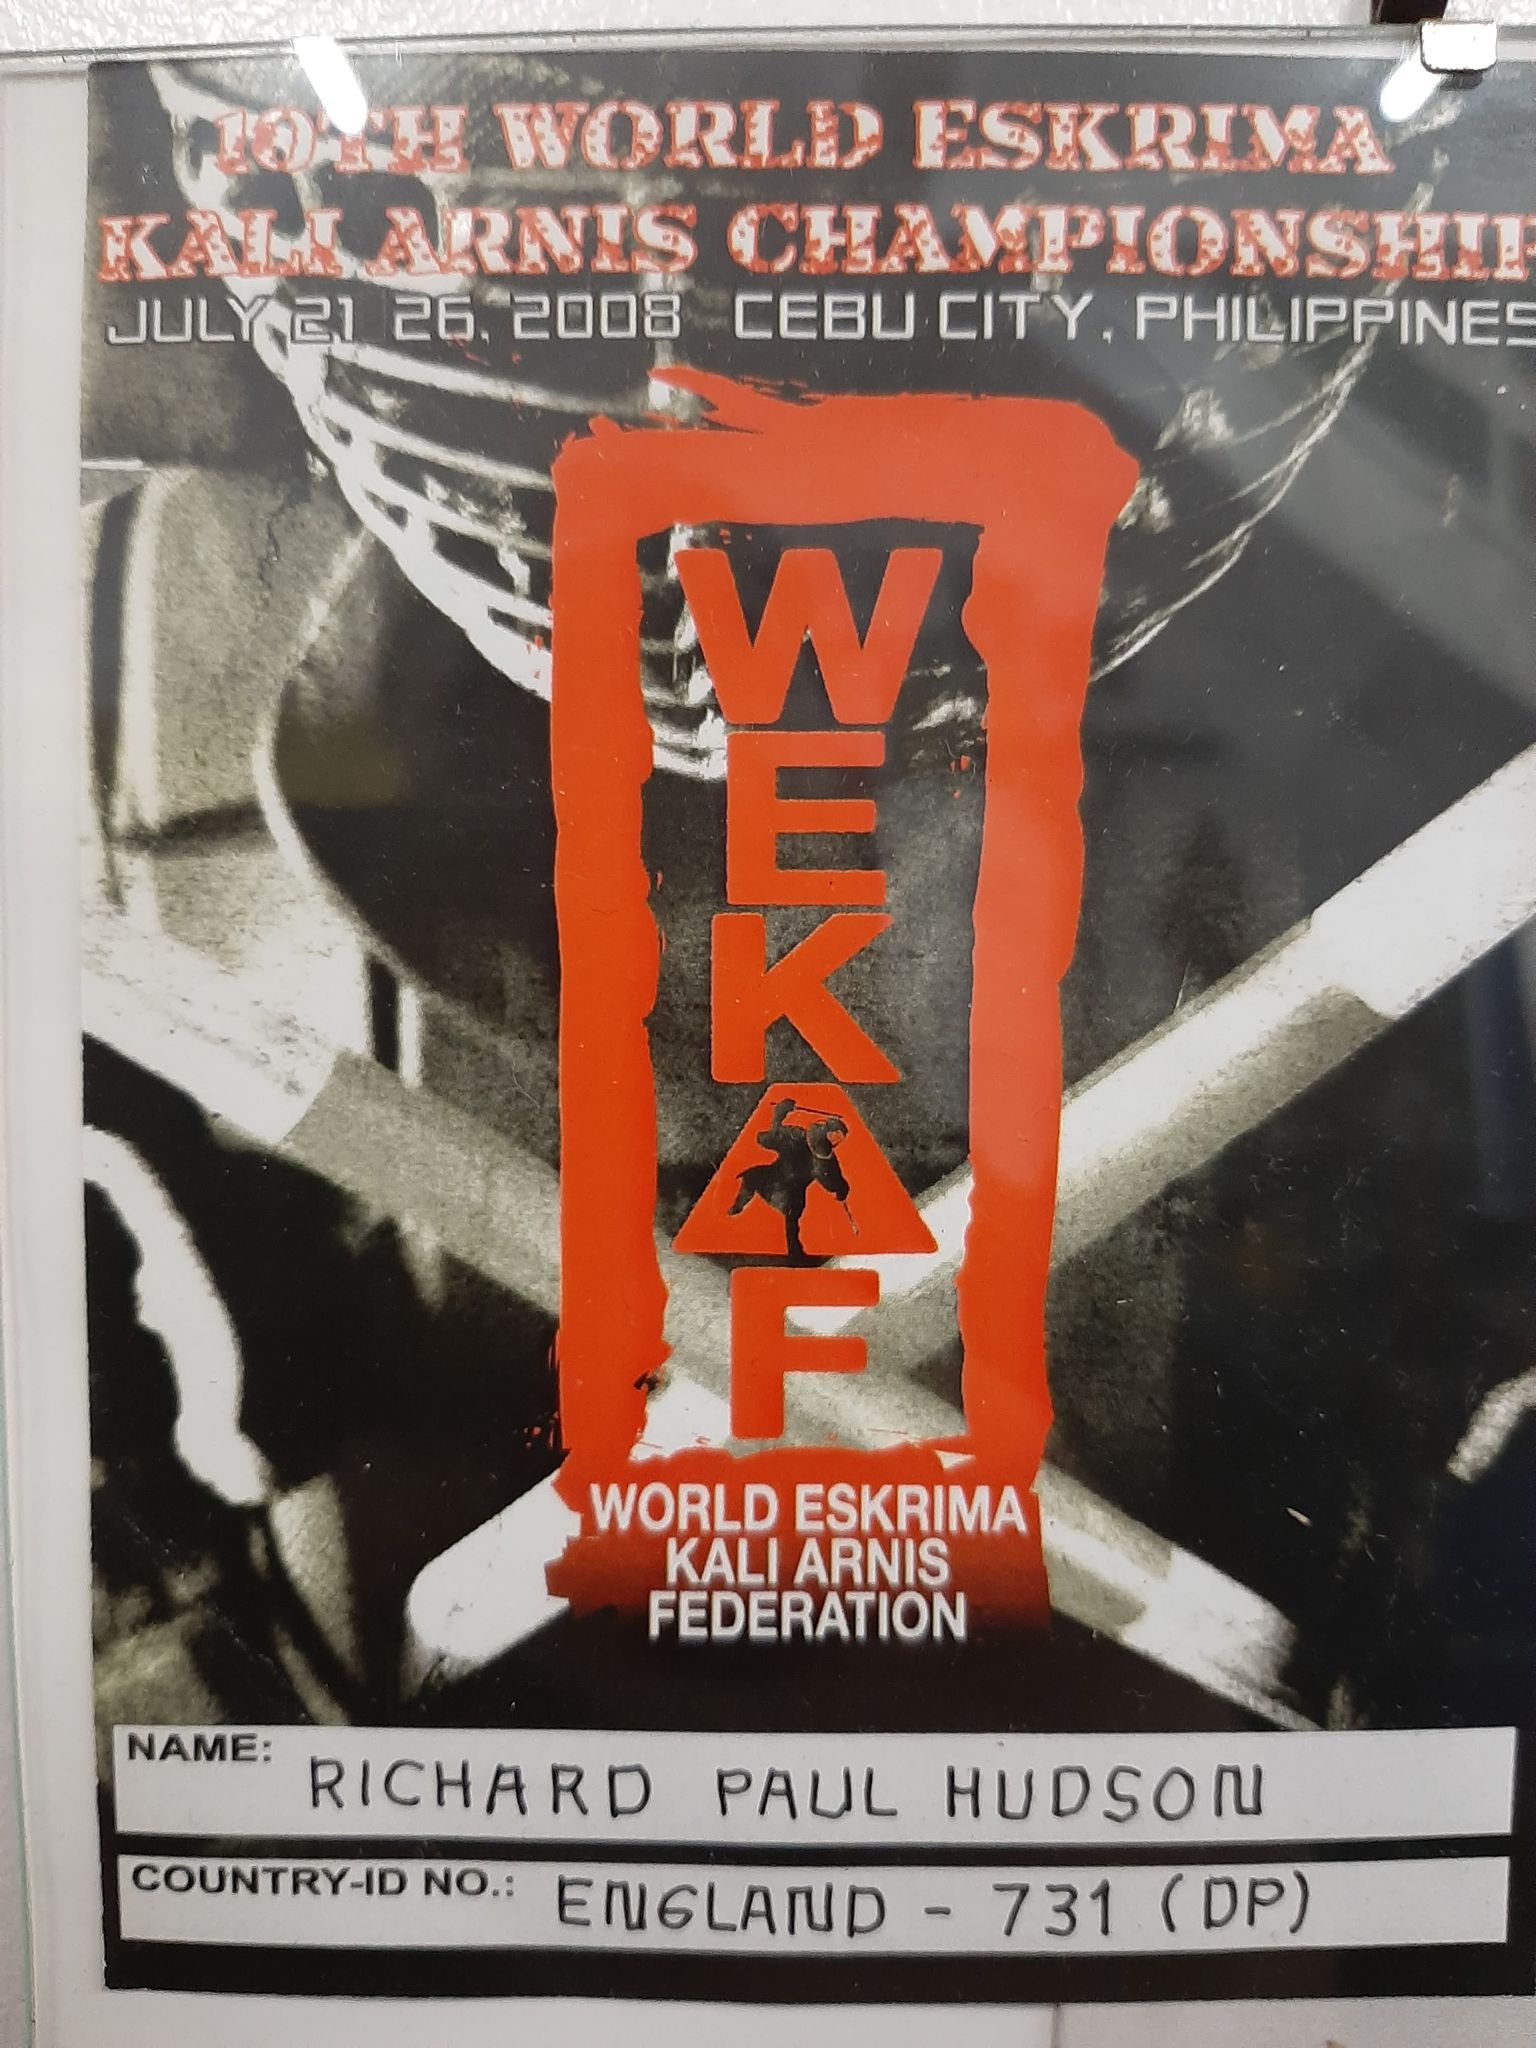 10TH WORLD ESKRIMA
KALI ARNIS CHAMPIONSHIP
JULY 21 26, 2008 CEBU CITY, PHILIPPINES
WEKAF
WORLD ESKRIMA
KALI ARNIS
FEDERATION
NAME: RICHARD PAUL HUDSON
COUNTRY-ID NO.: ENGLAND - 731 (DP)